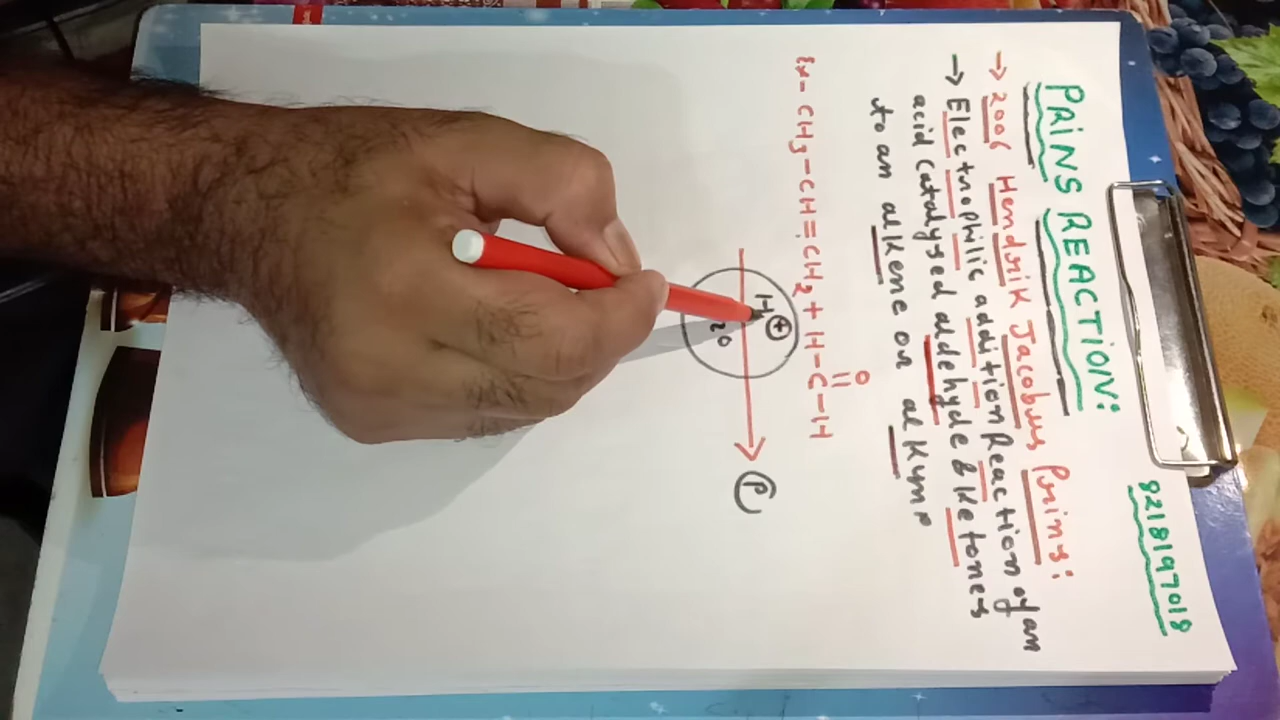 8218197018
PRINS REACTION:
→ 2006 Hendrik Jacobus Prins:
→ Electrophilic addition Reaction of an
acid catalysed aldehyde & Ketones
to an alkene or alkyne
O
Ex- CH3-CH=CH2 + H-C-H
H⊕
P